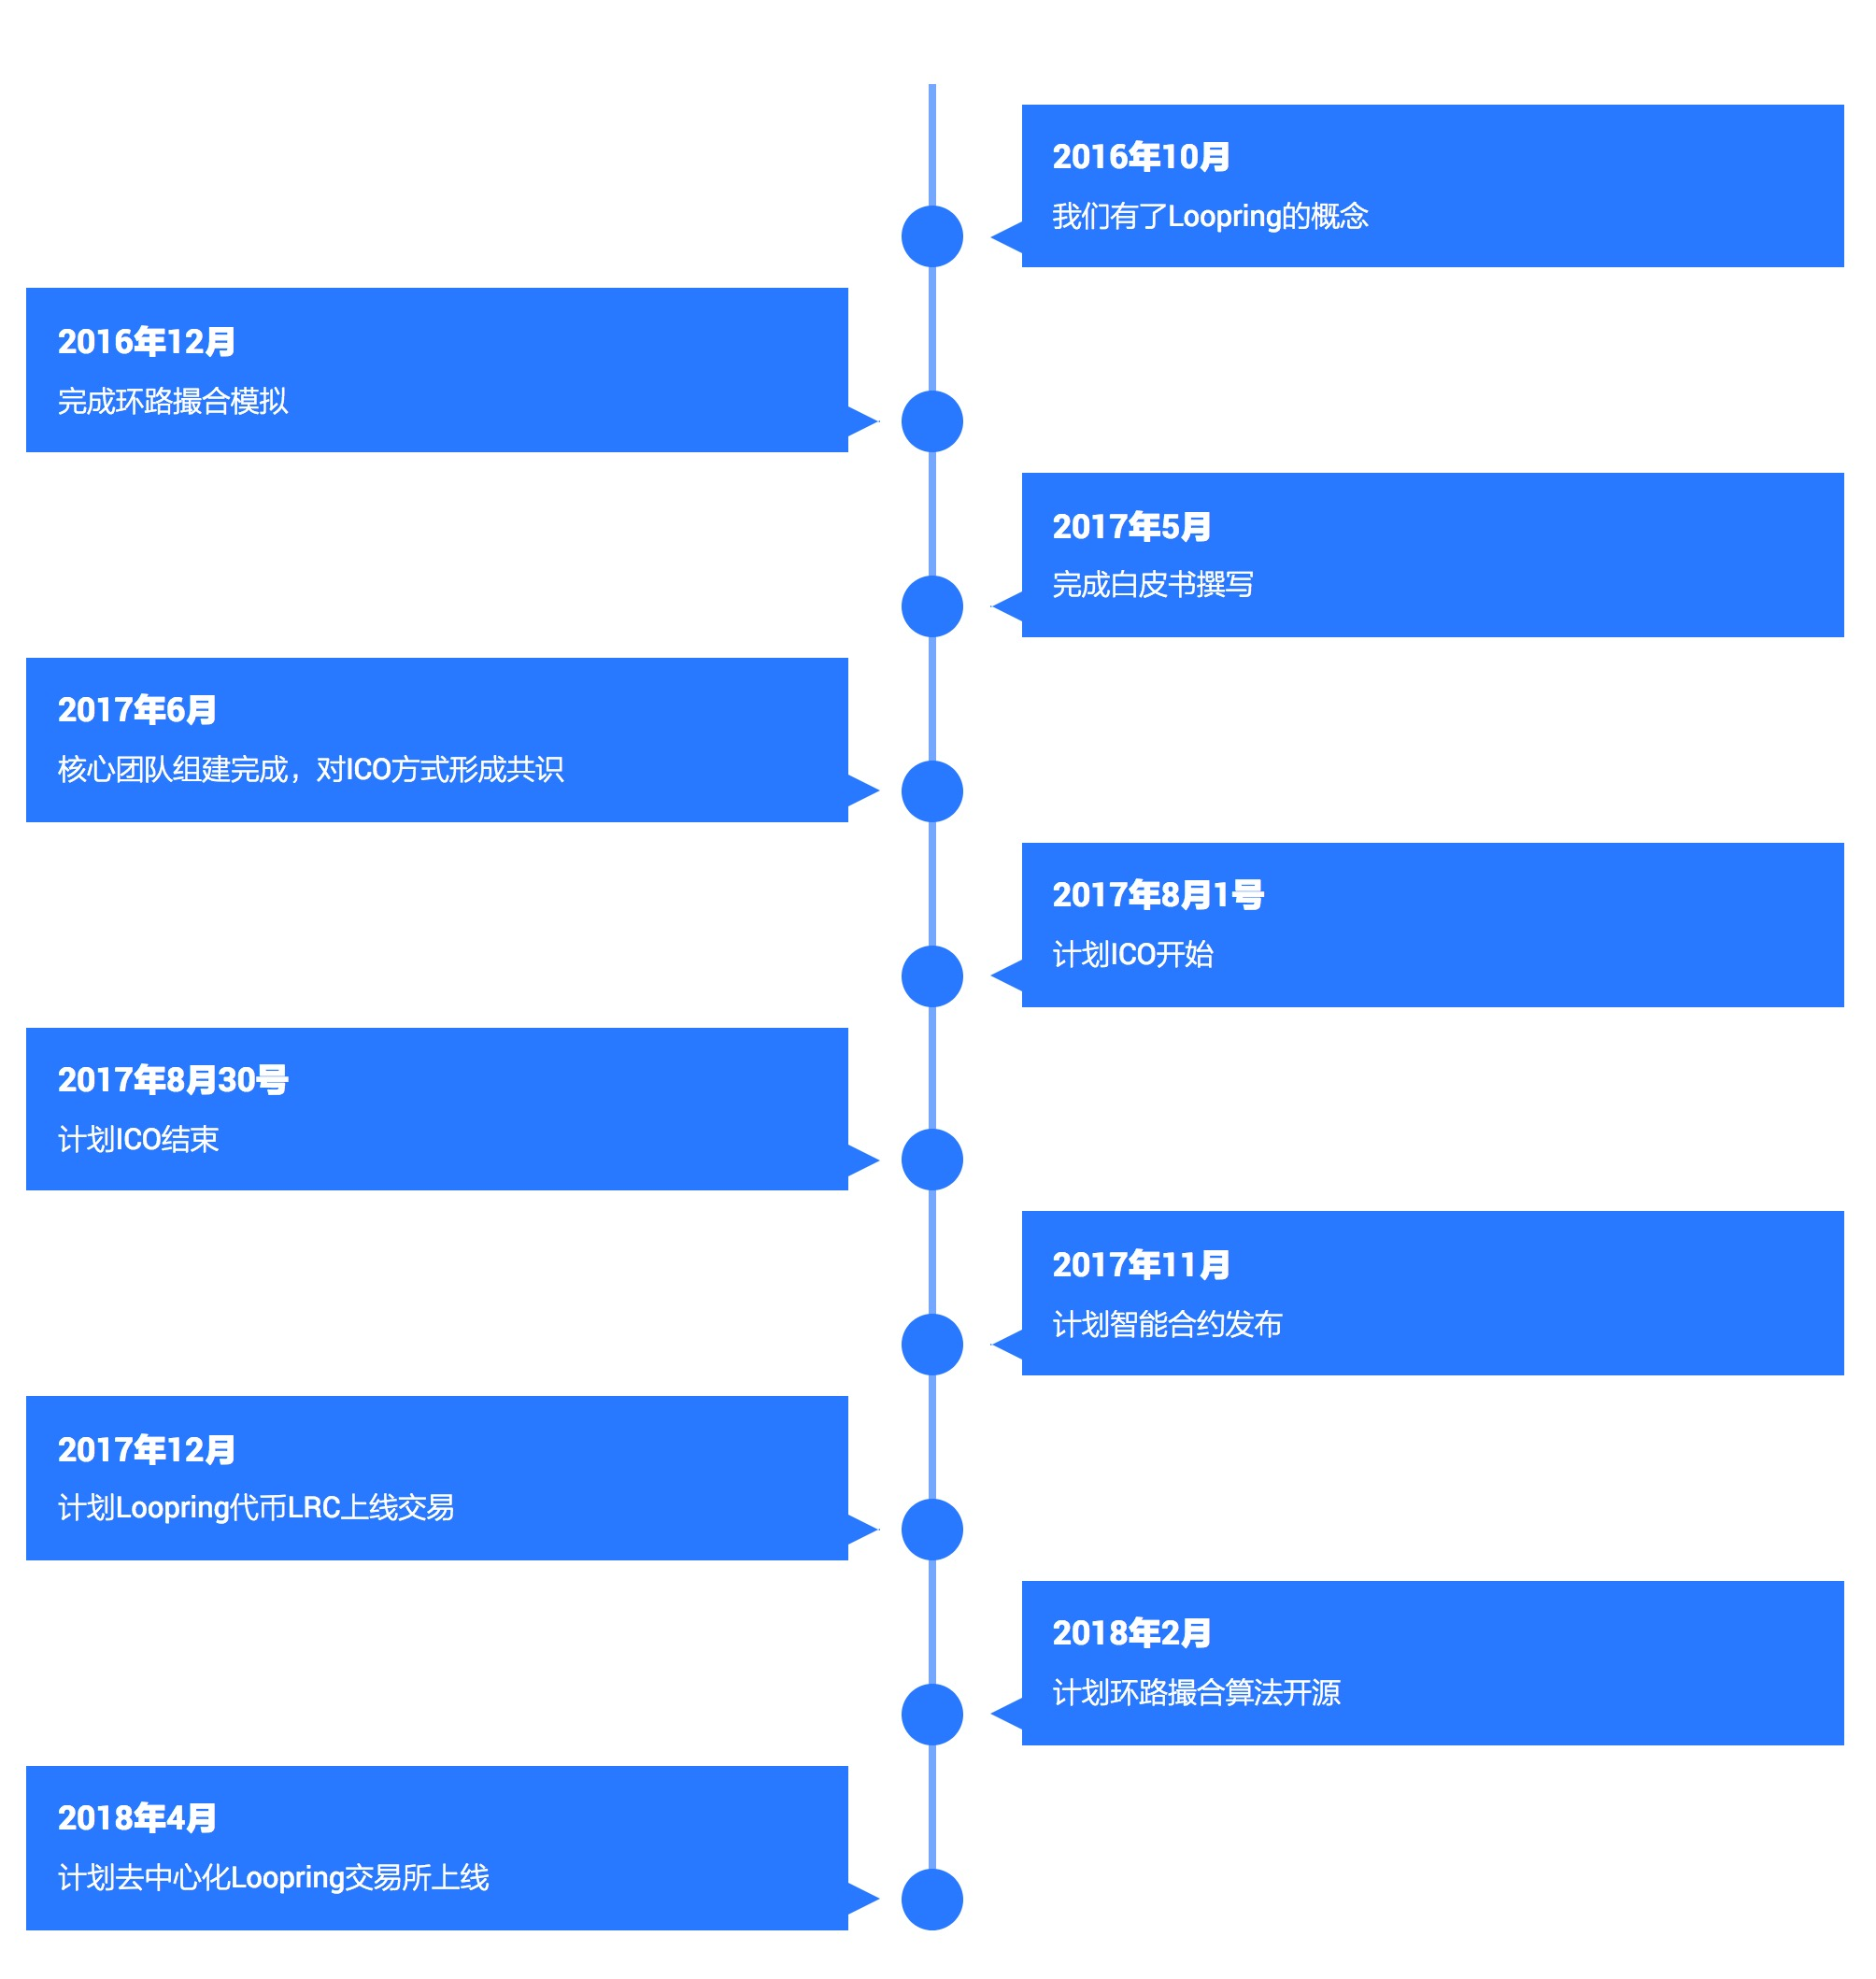 2016年10月
我们有了Loopring的概念
2016年12月
完成环路撮合模拟
2017年5月
完成白皮书撰写
2017年6月
核心团队组建完成，对ICO方式形成共识
2017年8月1号
计划ICO开始
2017年8月30号
计划ICO结束
2017年11月
计划智能合约发布
2017年12月
计划Loopring代币LRC上线交易
2018年2月
计划环路撮合算法开源
2018年4月
计划去中心化Loopring交易所上线